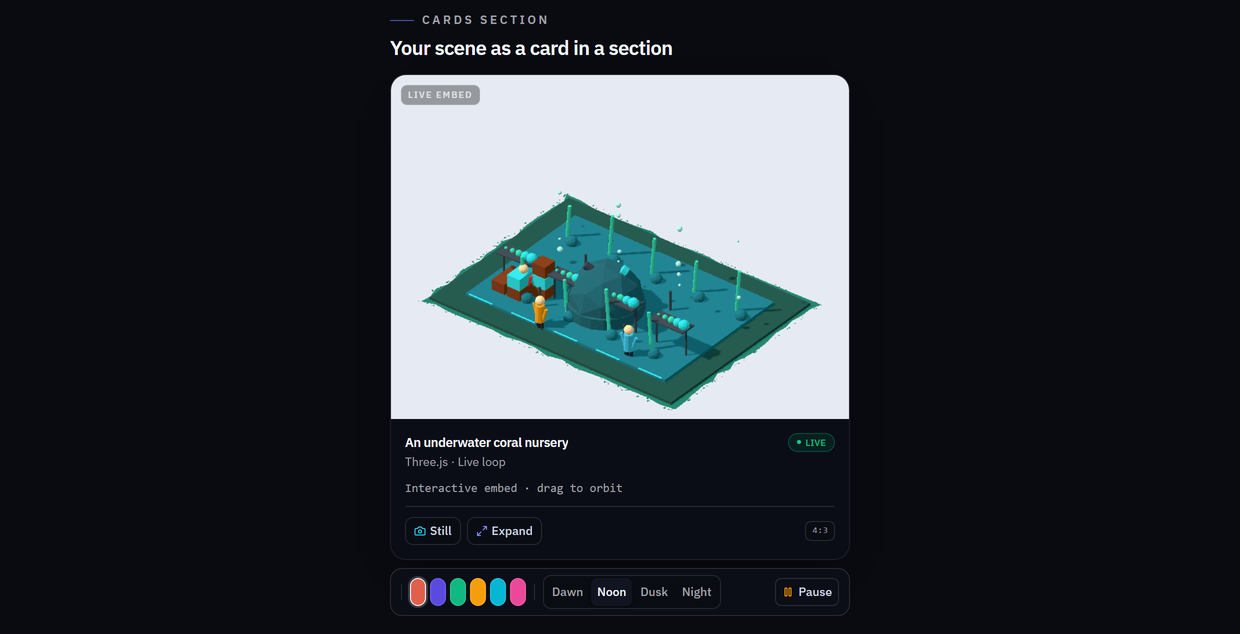 CARDS SECTION
Your scene as a card in a section
LIVE EMBED
An underwater coral nursery
LIVE
Three.js · Live loop
Interactive embed · drag to orbit
Still
Expand
4:3
Dawn
Noon
Dusk
Night
Pause